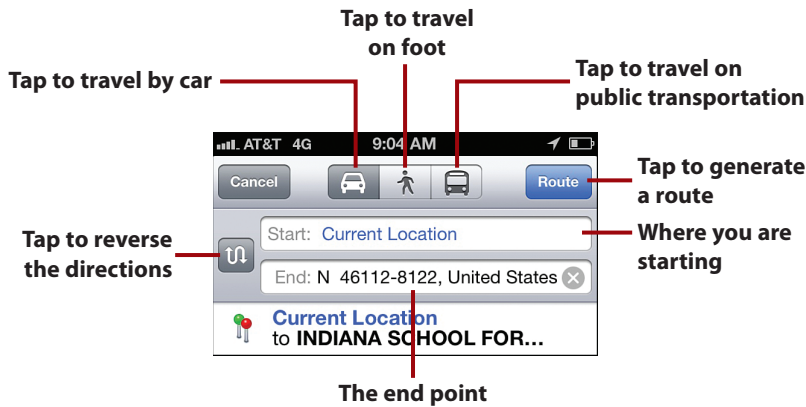 Tap to travel
on foot
Tap to travel by car
Tap to travel on
public transportation
AT&T 4G 9:04 AM
Cancel
Route
Tap to generate
a route
Tap to reverse
the directions
Start: Current Location
Where you are
starting
End: N 46112-8122, United States
Current Location
to INDIANA SCHOOL FOR...
The end point